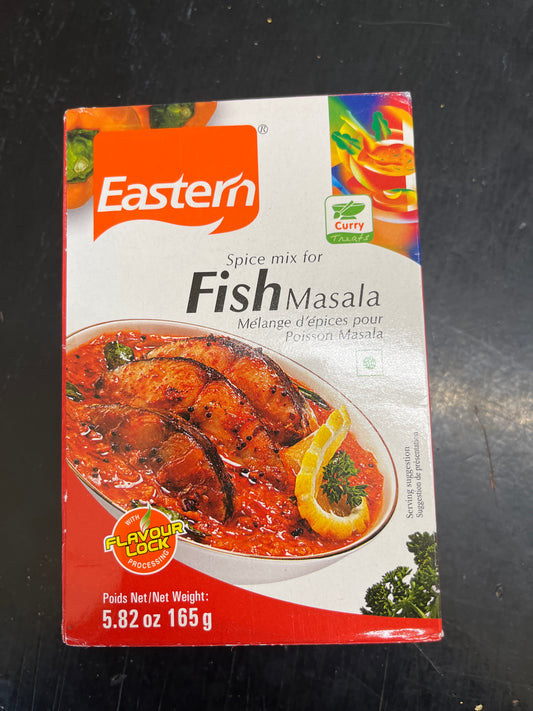 Eastern®
Curry
Treats
Spice mix for
Fish Masala
Mélange d'épices pour
Poisson Masala
Serving suggestion
Suggestion de présentation
WITH
FLAVOUR
LOCK
PROCESSING
Poids Net/Net Weight:
5.82 oz 165 g